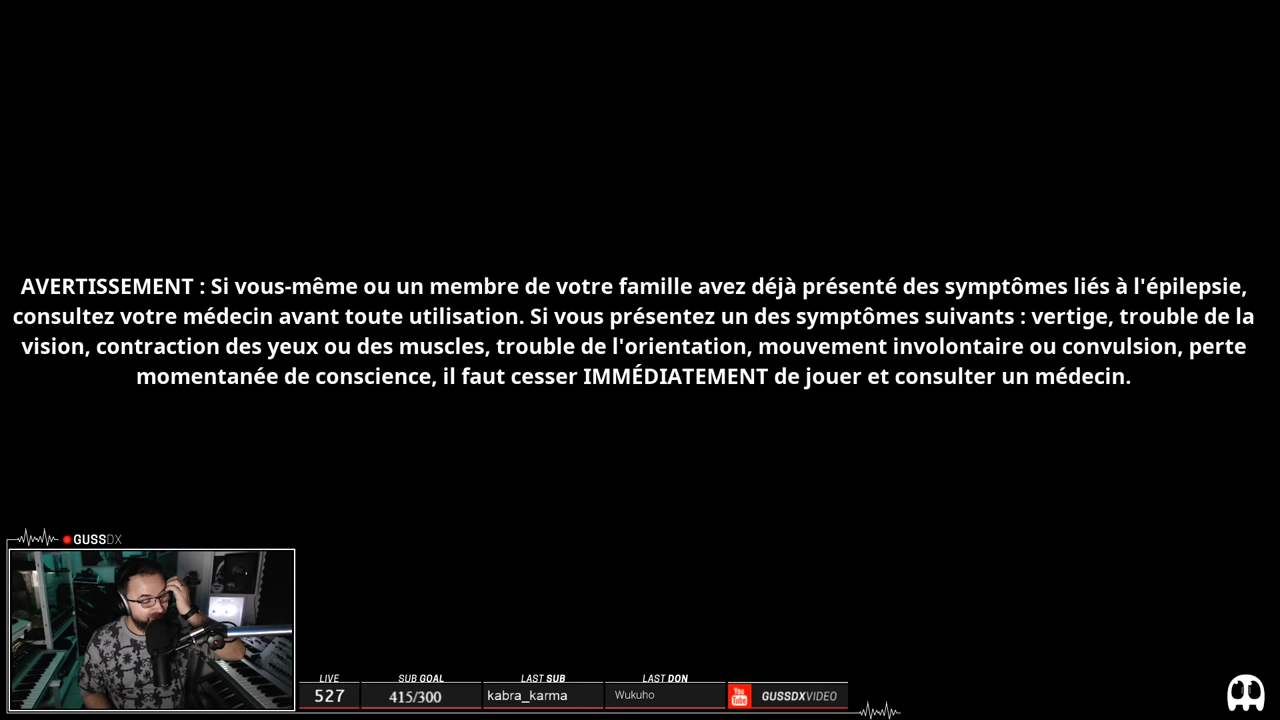 AVERTISSEMENT : Si vous-même ou un membre de votre famille avez déjà présenté des symptômes liés à l'épilepsie,
consultez votre médecin avant toute utilisation. Si vous présentez un des symptômes suivants : vertige, trouble de la
vision, contraction des yeux ou des muscles, trouble de l'orientation, mouvement involontaire ou convulsion, perte
momentanée de conscience, il faut cesser IMMÉDIATEMENT de jouer et consulter un médecin.
GUSSDX
LIVE SUB GOAL LAST SUB LAST DON
527 415/300 kabra_karma Wukuho You Tube GUSSDXVIDEO